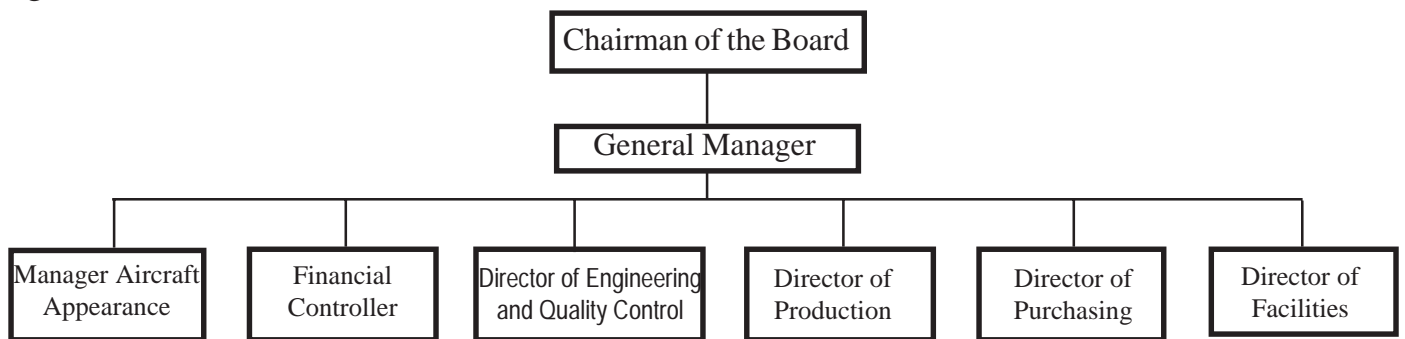 Chairman of the Board
General Manager
Manager Aircraft
Appearance
Financial
Controller
Director of Engineering
and Quality Control
Director of
Production
Director of
Purchasing
Director of
Facilities